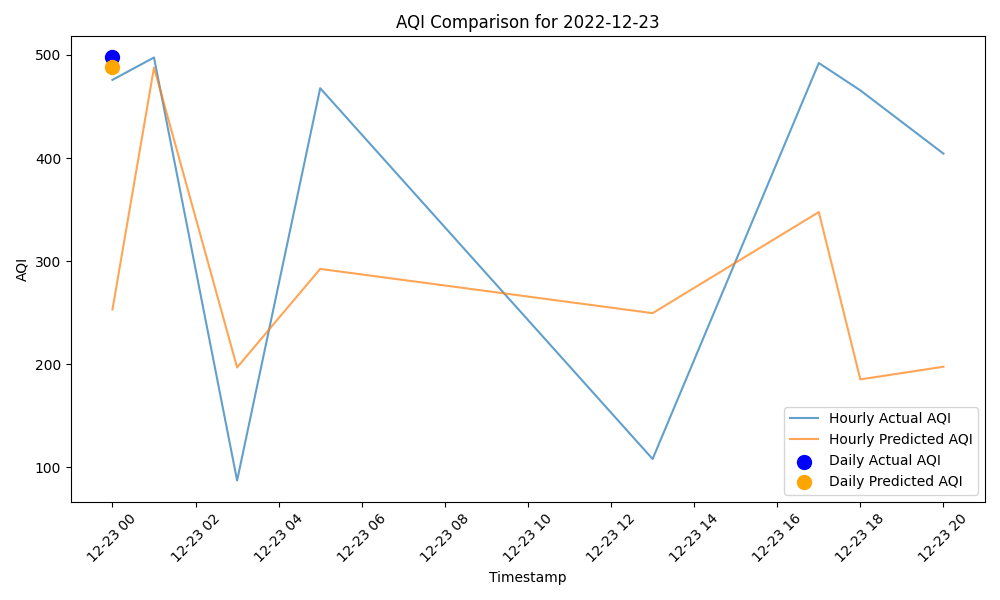 AQI Comparison for 2022-12-23
500
400
300
200
100
AQI
Hourly Actual AQI
Hourly Predicted AQI
Daily Actual AQI
Daily Predicted AQI
12-23 00
12-23 02
12-23 04
12-23 06
12-23 08
12-23 10
12-23 12
12-23 14
12-23 16
12-23 18
12-23 20
Timestamp